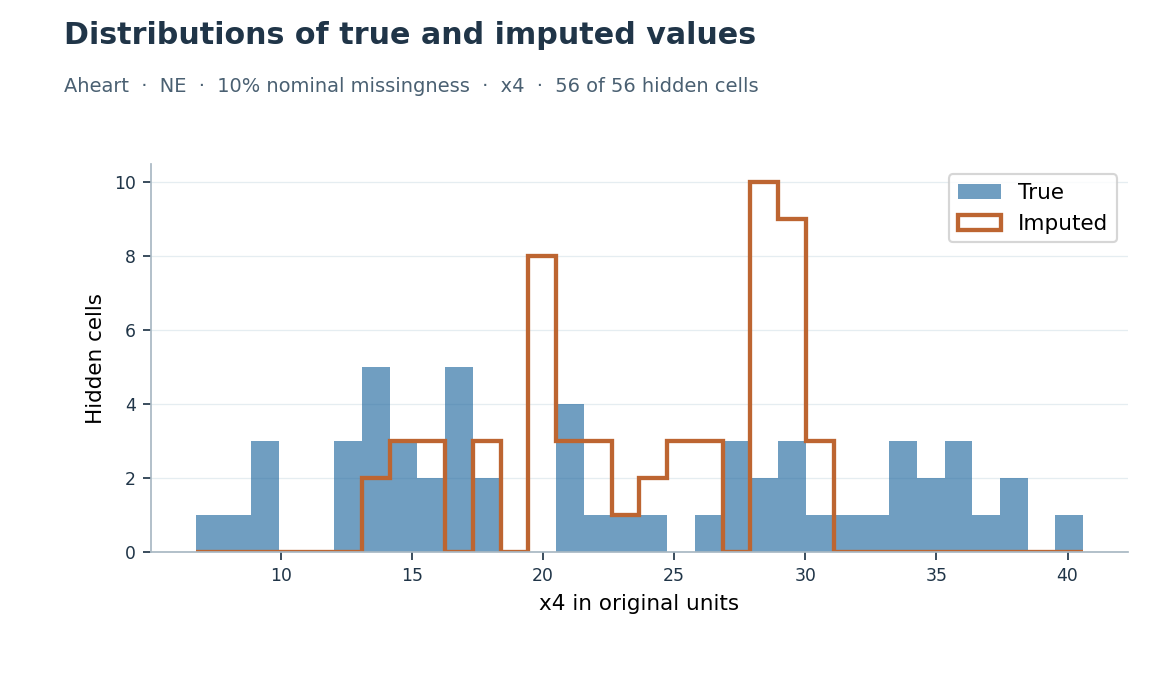 Distributions of true and imputed values
Aheart · NE · 10% nominal missingness · x4 · 56 of 56 hidden cells
True
Imputed
Hidden cells
10
8
6
4
2
0
10 15 20 25 30 35 40
x4 in original units